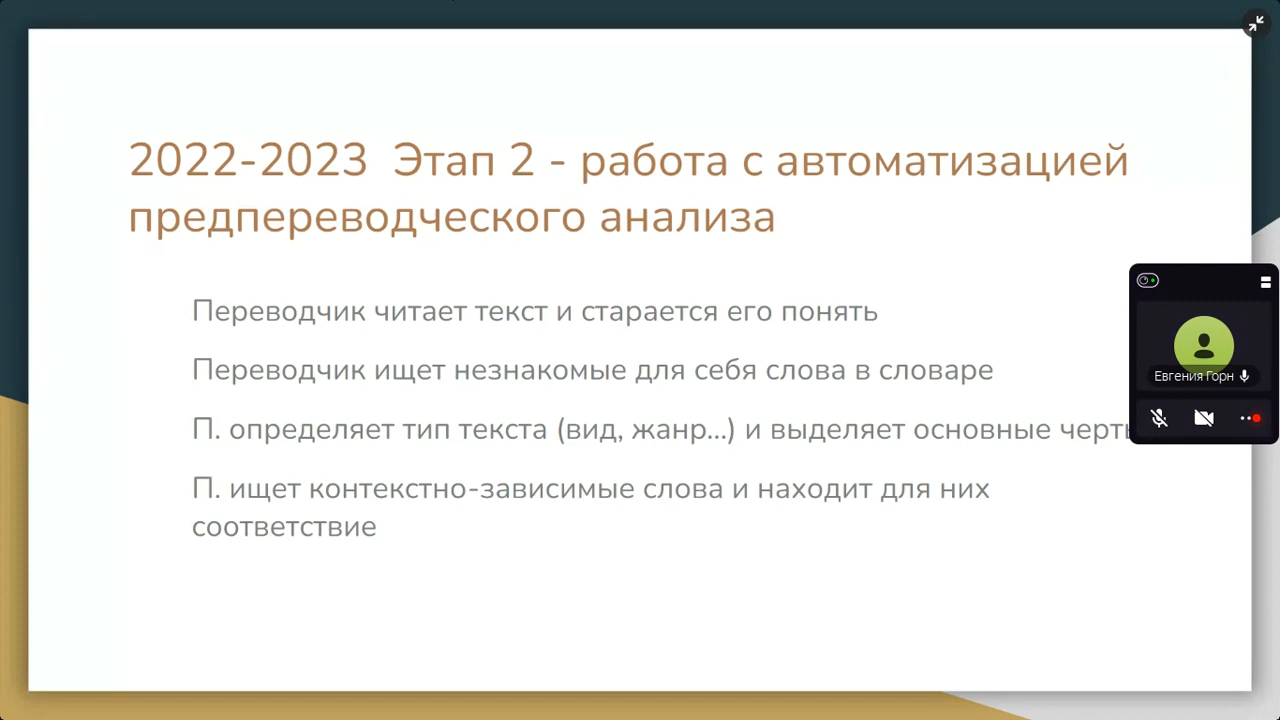 2022-2023 Этап 2 - работа с автоматизацией
предпереводческого анализа
Переводчик читает текст и старается его понять
Переводчик ищет незнакомые для себя слова в словаре
П. определяет тип текста (вид, жанр...) и выделяет основные
П. ищет контекстно-зависимые слова и находит для них
соответствие
Евгения Горн